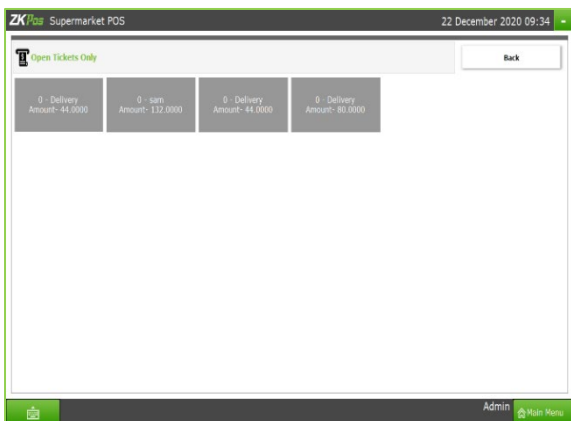 ZKPos Supermarket POS
22 December 2020 09:34
Open Tickets Only
Back
0 - Delivery
Amount- 44.0000
0 - sam
Amount- 132.0000
0 - Delivery
Amount- 44.0000
0 - Delivery
Amount- 80.0000
Admin
Main Menu